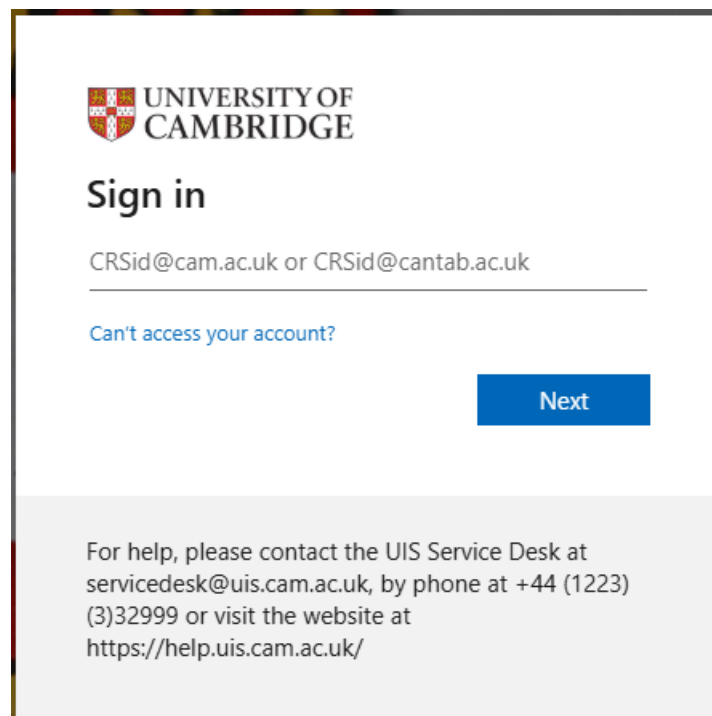 UNIVERSITY OF
CAMBRIDGE
Sign in
CRSid@cam.ac.uk or CRSid@cantab.ac.uk
Can't access your account?
Next
For help, please contact the UIS Service Desk at
servicedesk@uis.cam.ac.uk, by phone at +44 (1223)
(3)32999 or visit the website at
https://help.uis.cam.ac.uk/